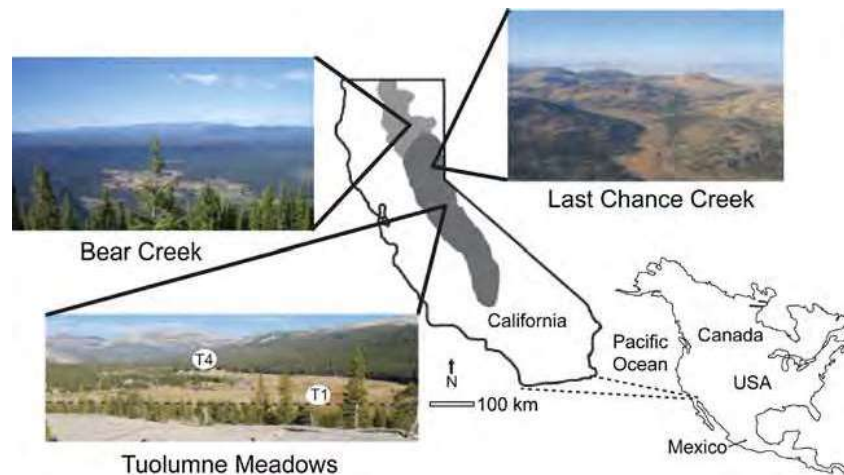 Bear Creek
Last Chance Creek
T4
T1
Tuolumne Meadows
California
N
100 km
Pacific
Ocean
Canada
USA
Mexico